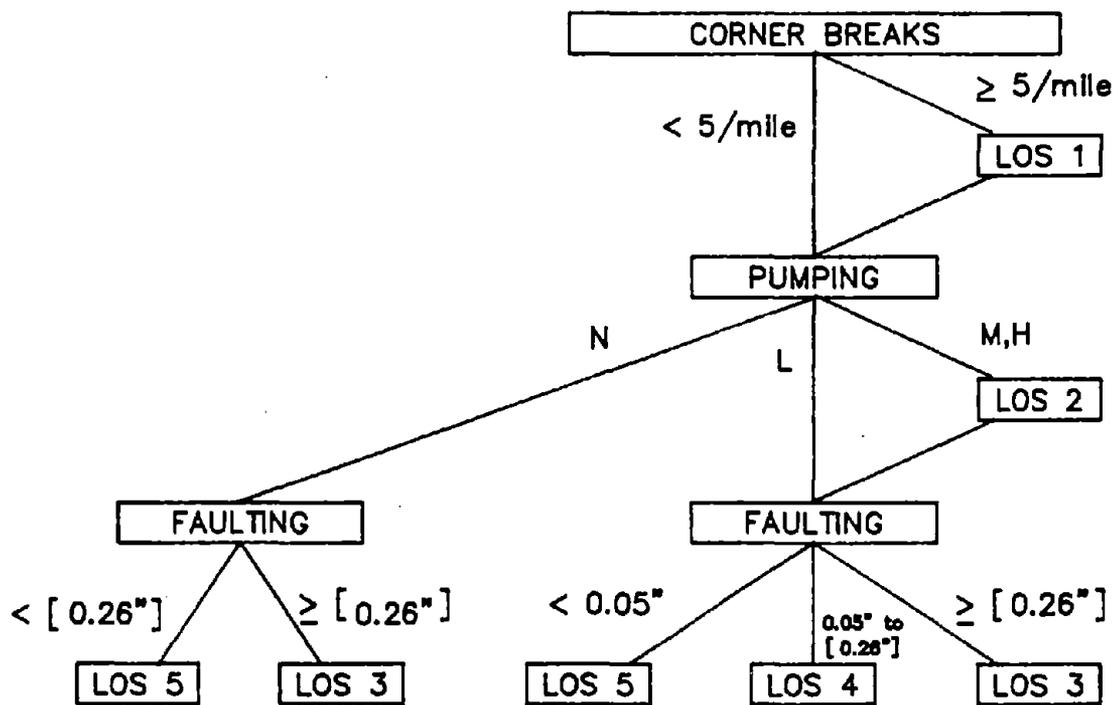 CORNER BREAKS
≥ 5/mile
< 5/mile
LOS 1
PUMPING
N
L
M,H
LOS 2
FAULTING
FAULTING
< [ 0.26" ]
≥ [ 0.26" ]
< 0.05"
0.05" to
[ 0.26" ]
≥ [ 0.26" ]
LOS 5
LOS 3
LOS 5
LOS 4
LOS 3